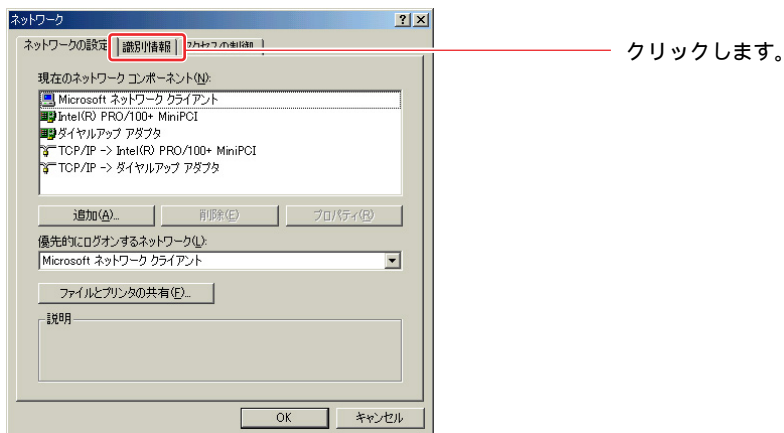 ネットワーク
ネットワークの設定 識別情報 アクセスの制御
クリックします。
現在のネットワーク コンポーネント(N):
Microsoft ネットワーク クライアント
Intel(R) PRO/100+ MiniPCI
ダイヤルアップ アダプタ
TCP/IP -> Intel(R) PRO/100+ MiniPCI
TCP/IP -> ダイヤルアップ アダプタ
追加(A)... 削除(E) プロパティ(R)
優先的にログオンするネットワーク(L):
Microsoft ネットワーク クライアント
ファイルとプリンタの共有(F)...
説明
OK キャンセル